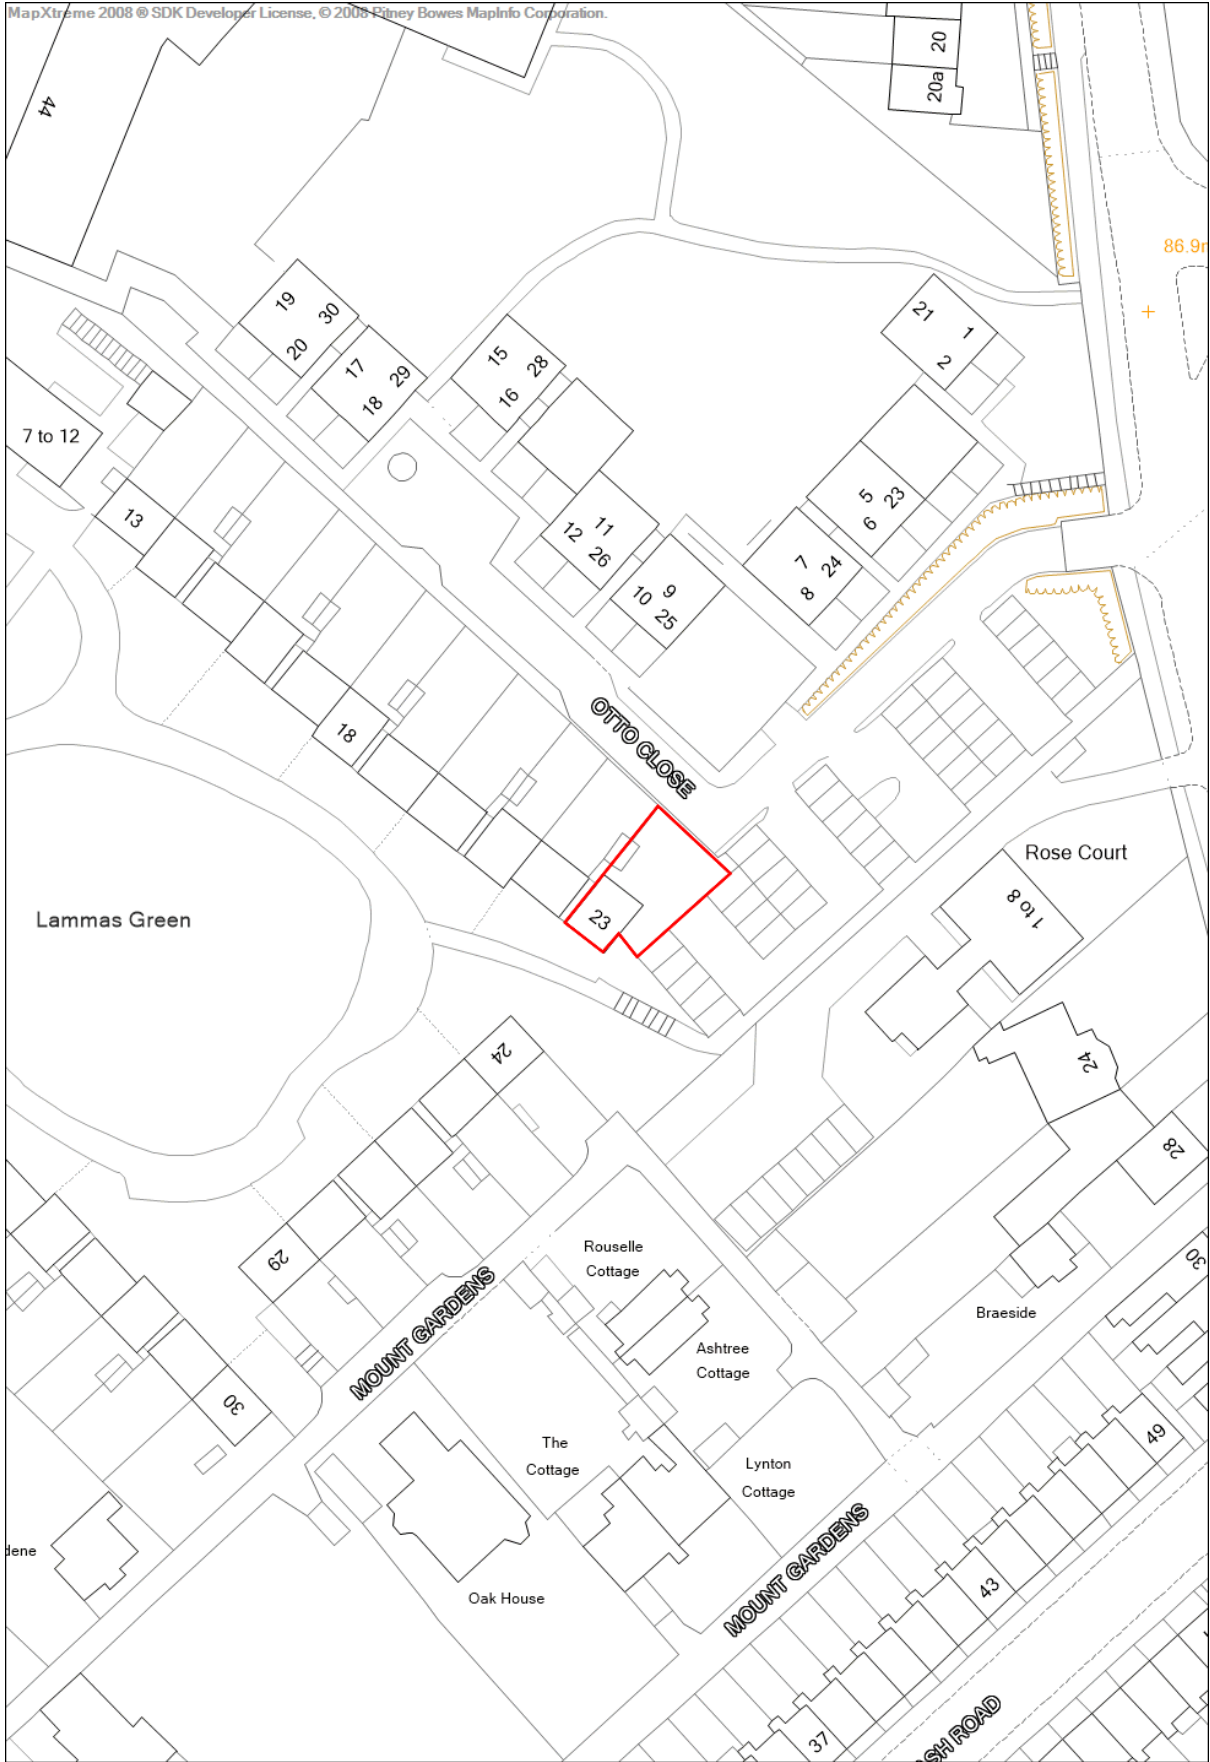 MapXtreme 2008 ® SDK Developer License, © 2008 Pitney Bowes MapInfo Corporation.
20
20a
44
86.9
19
30
20
17
29
18
15
28
16
21
1
2
7 to 12
13
5
23
6
11
12
26
7
24
8
9
10
25
OTTO CLOSE
18
Rose Court
1 to 8
Lammas Green
23
24
24
28
29
Rouselle
Cottage
30
MOUNT GARDENS
Braeside
Ashtree
Cottage
30
The
Cottage
49
Lynton
Cottage
MOUNT GARDENS
dene
43
Oak House
37
SH ROAD